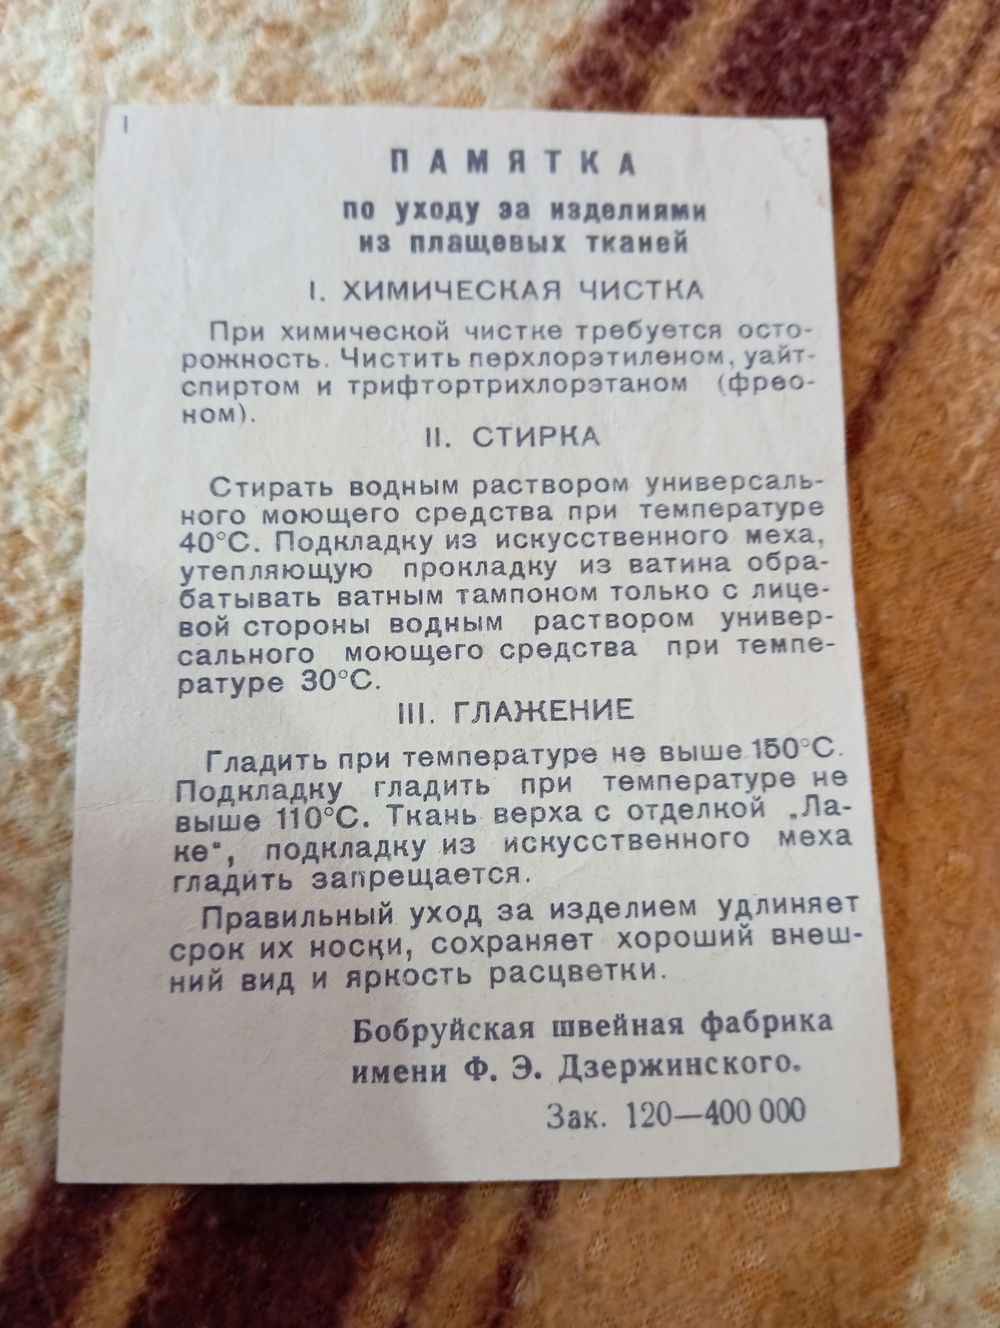 ПАМЯТКА
по уходу за изделиями
из плащевых тканей
I. ХИМИЧЕСКАЯ ЧИСТКА
При химической чистке требуется осто-
рожность. Чистить перхлорэтиленом, уайт-
спиртом и трифтортрихлорэтаном (фрео-
ном).
II. СТИРКА
Стирать водным раствором универсаль-
ного моющего средства при температуре
40°С. Подкладку из искусственного меха,
утепляющую прокладку из ватина обра-
батывать ватным тампоном только с лице-
вой стороны водным раствором универ-
сального моющего средства при темпе-
ратуре 30°С.
III. ГЛАЖЕНИЕ
Гладить при температуре не выше 150°С.
Подкладку гладить при температуре не
выше 110°С. Ткань верха с отделкой „Ла-
ке“, подкладку из искусственного меха
гладить запрещается.
Правильный уход за изделием удлиняет
срок их носки, сохраняет хороший внеш-
ний вид и яркость расцветки.
Бобруйская швейная фабрика
имени Ф. Э. Дзержинского.
Зак. 120—400 000